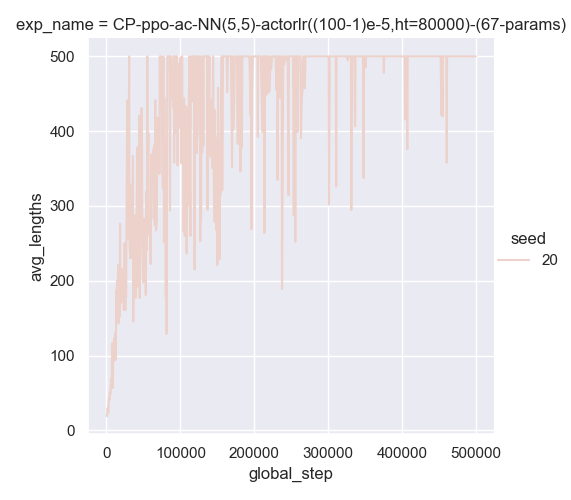 exp_name = CP-ppo-ac-NN(5,5)-actorlr((100-1)e-5,ht=80000)-(67-params)
500
400
300
200
100
0
avg_lengths
seed
20
0 100000 200000 300000 400000 500000
global_step